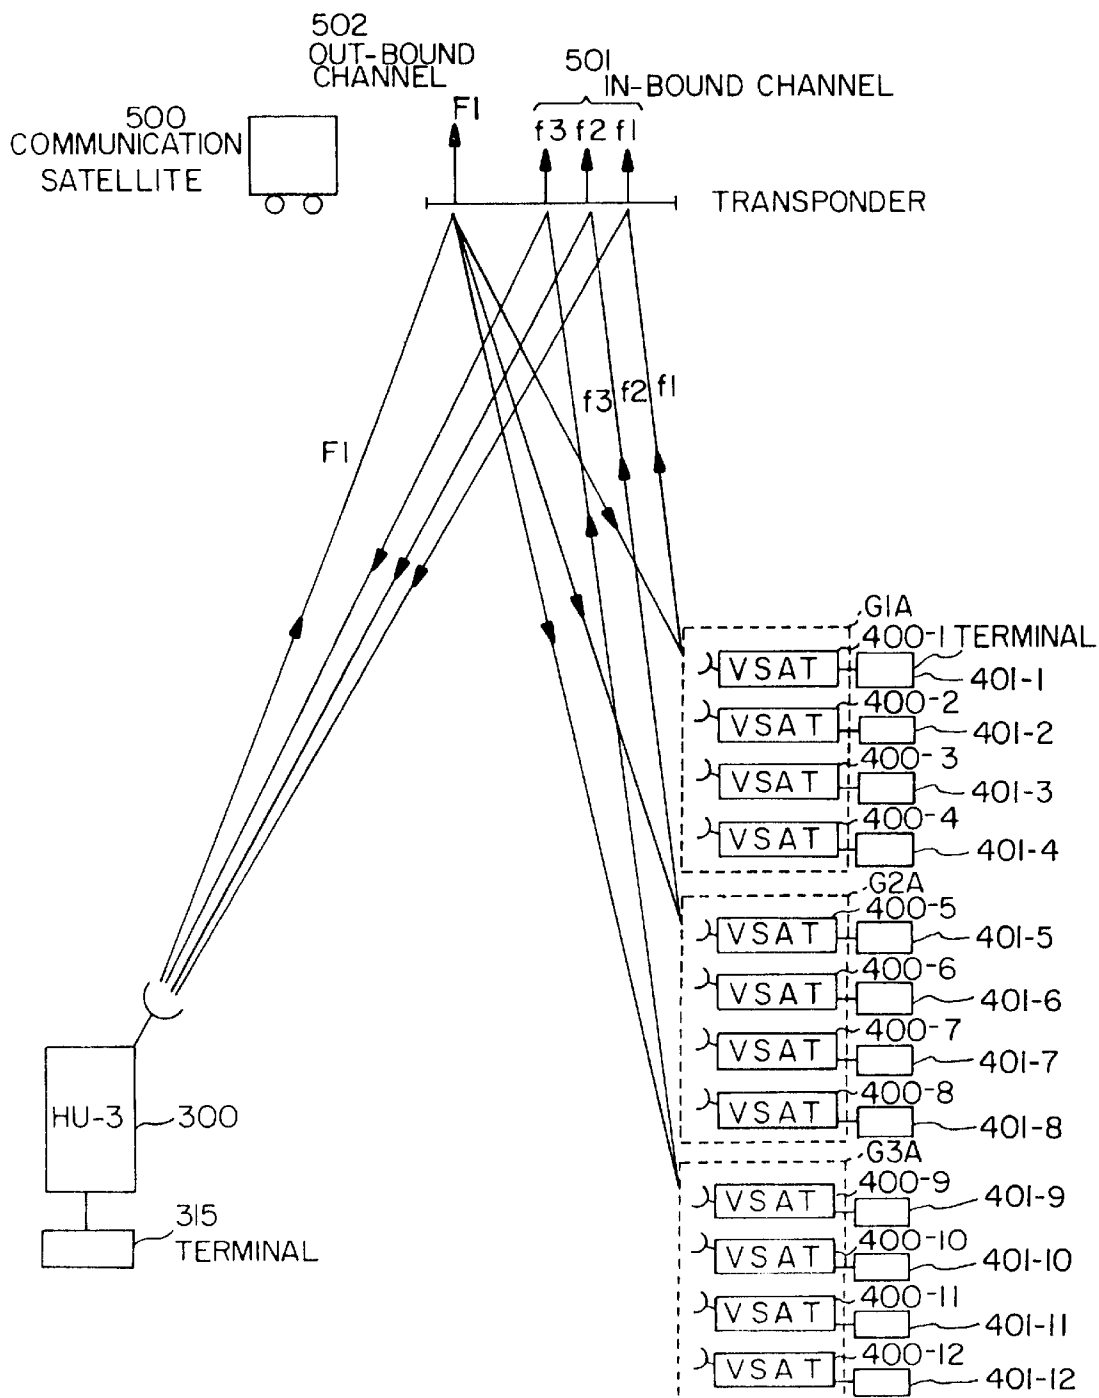 502
OUT-BOUND
CHANNEL
F1
501
IN-BOUND CHANNEL
f3 f2 f1
500
COMMUNICATION
SATELLITE
TRANSPONDER
F1
f3 f2 f1
G1A
VSAT 400-1 TERMINAL
401-1
VSAT 400-2
401-2
VSAT 400-3
401-3
VSAT 400-4
401-4
G2A
VSAT 400-5
401-5
VSAT 400-6
401-6
VSAT 400-7
401-7
VSAT 400-8
401-8
G3A
VSAT 400-9
401-9
VSAT 400-10
401-10
VSAT 400-11
401-11
VSAT 400-12
401-12
HU-3 300
315
TERMINAL